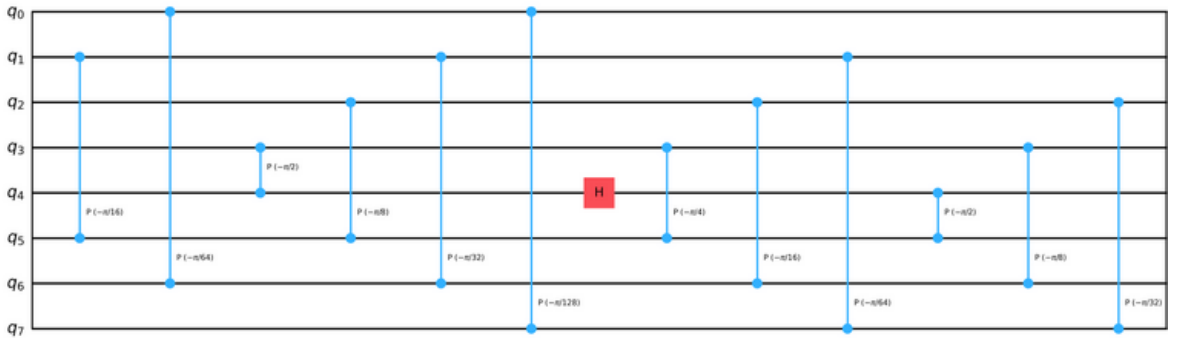 q0
q1
q2
q3
P (−π/2)
q4
H
P (−π/16)
P (−π/8)
P (−π/4)
P (−π/2)
q5
P (−π/64)
P (−π/32)
P (−π/16)
P (−π/8)
q6
P (−π/128)
P (−π/64)
P (−π/32)
q7